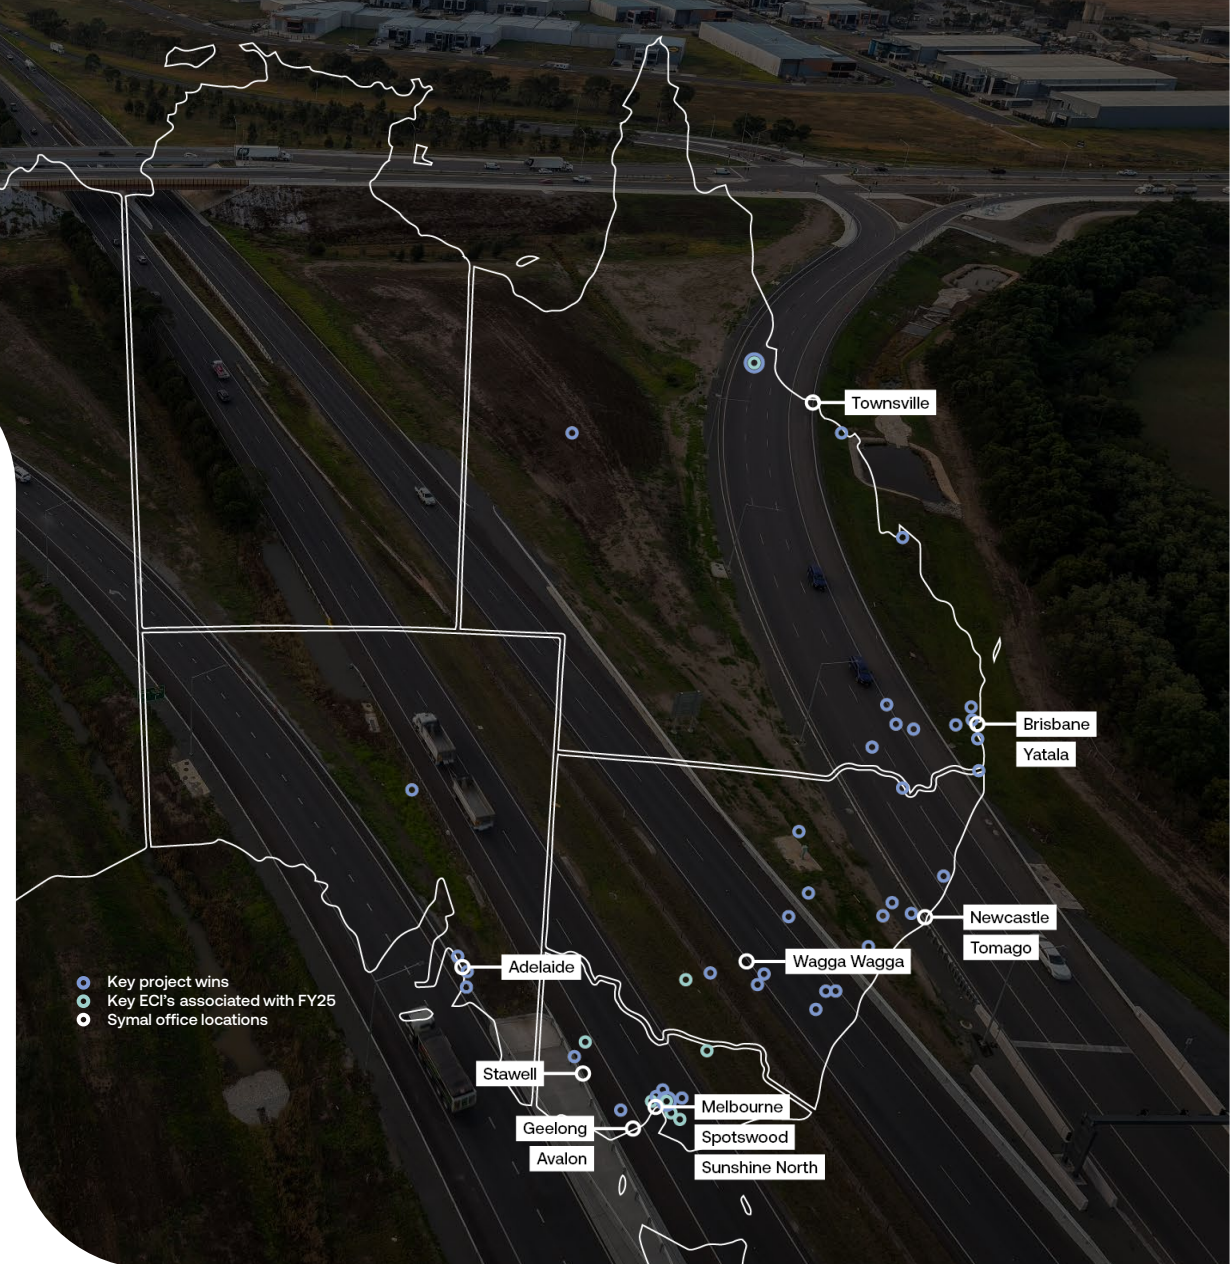 Townsville
Brisbane
Yatala
Newcastle
Tomago
Wagga Wagga
Adelaide
Key project wins
Key ECI's associated with FY25
Symal office locations
Stawell
Melbourne
Geelong
Spotswood
Avalon
Sunshine North